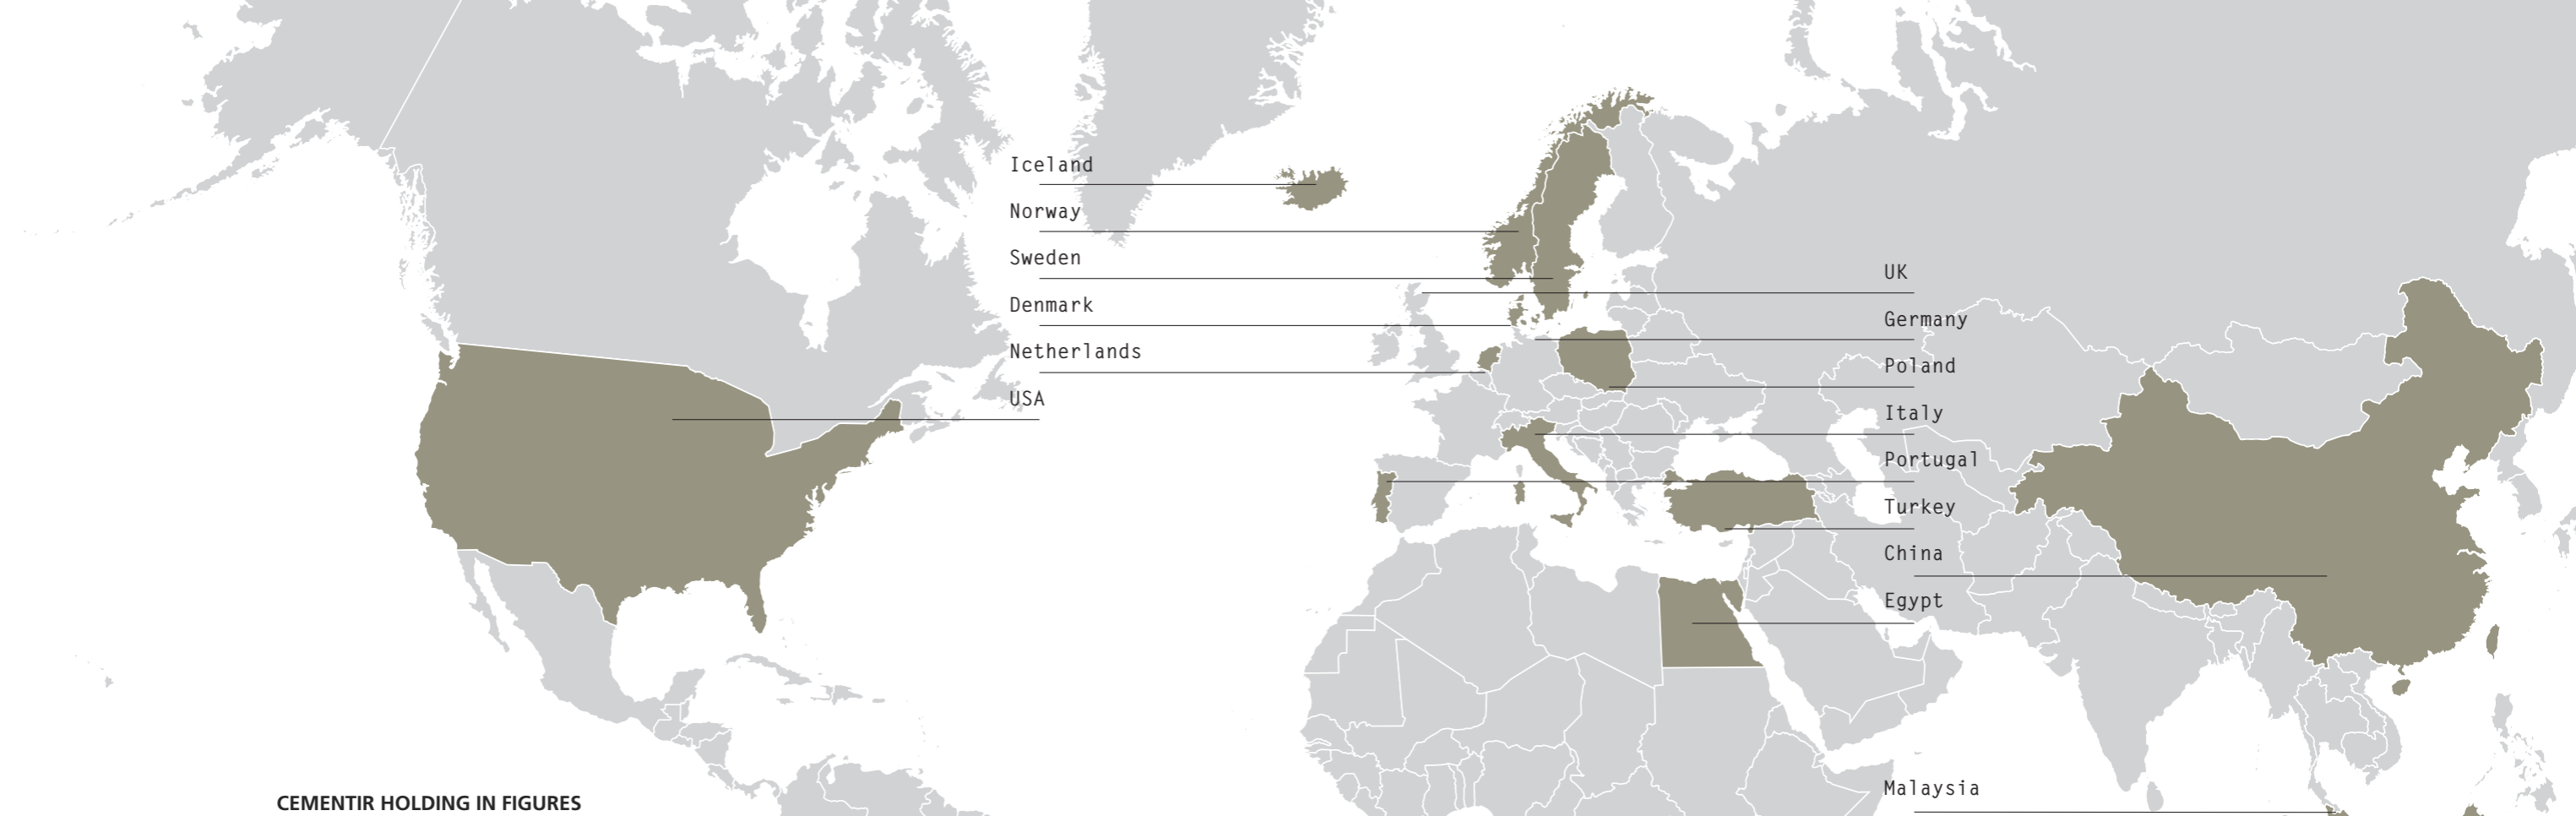 Iceland
Norway
Sweden
Denmark
Netherlands
USA
UK
Germany
Poland
Italy
Portugal
Turkey
China
Egypt
Malaysia
CEMENTIR HOLDING IN FIGURES